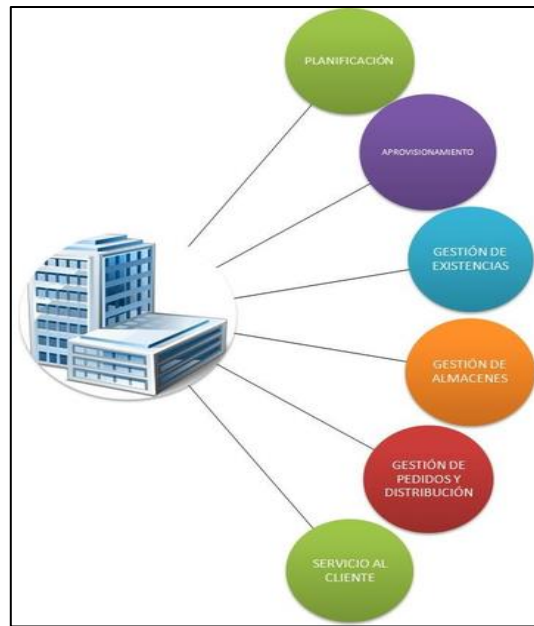 PLANIFICACIÓN
APROVISIONAMIENTO
GESTIÓN DE
EXISTENCIAS
GESTIÓN DE
ALMACENES
GESTIÓN DE
PEDIDOS Y
DISTRIBUCIÓN
SERVICIO AL
CLIENTE